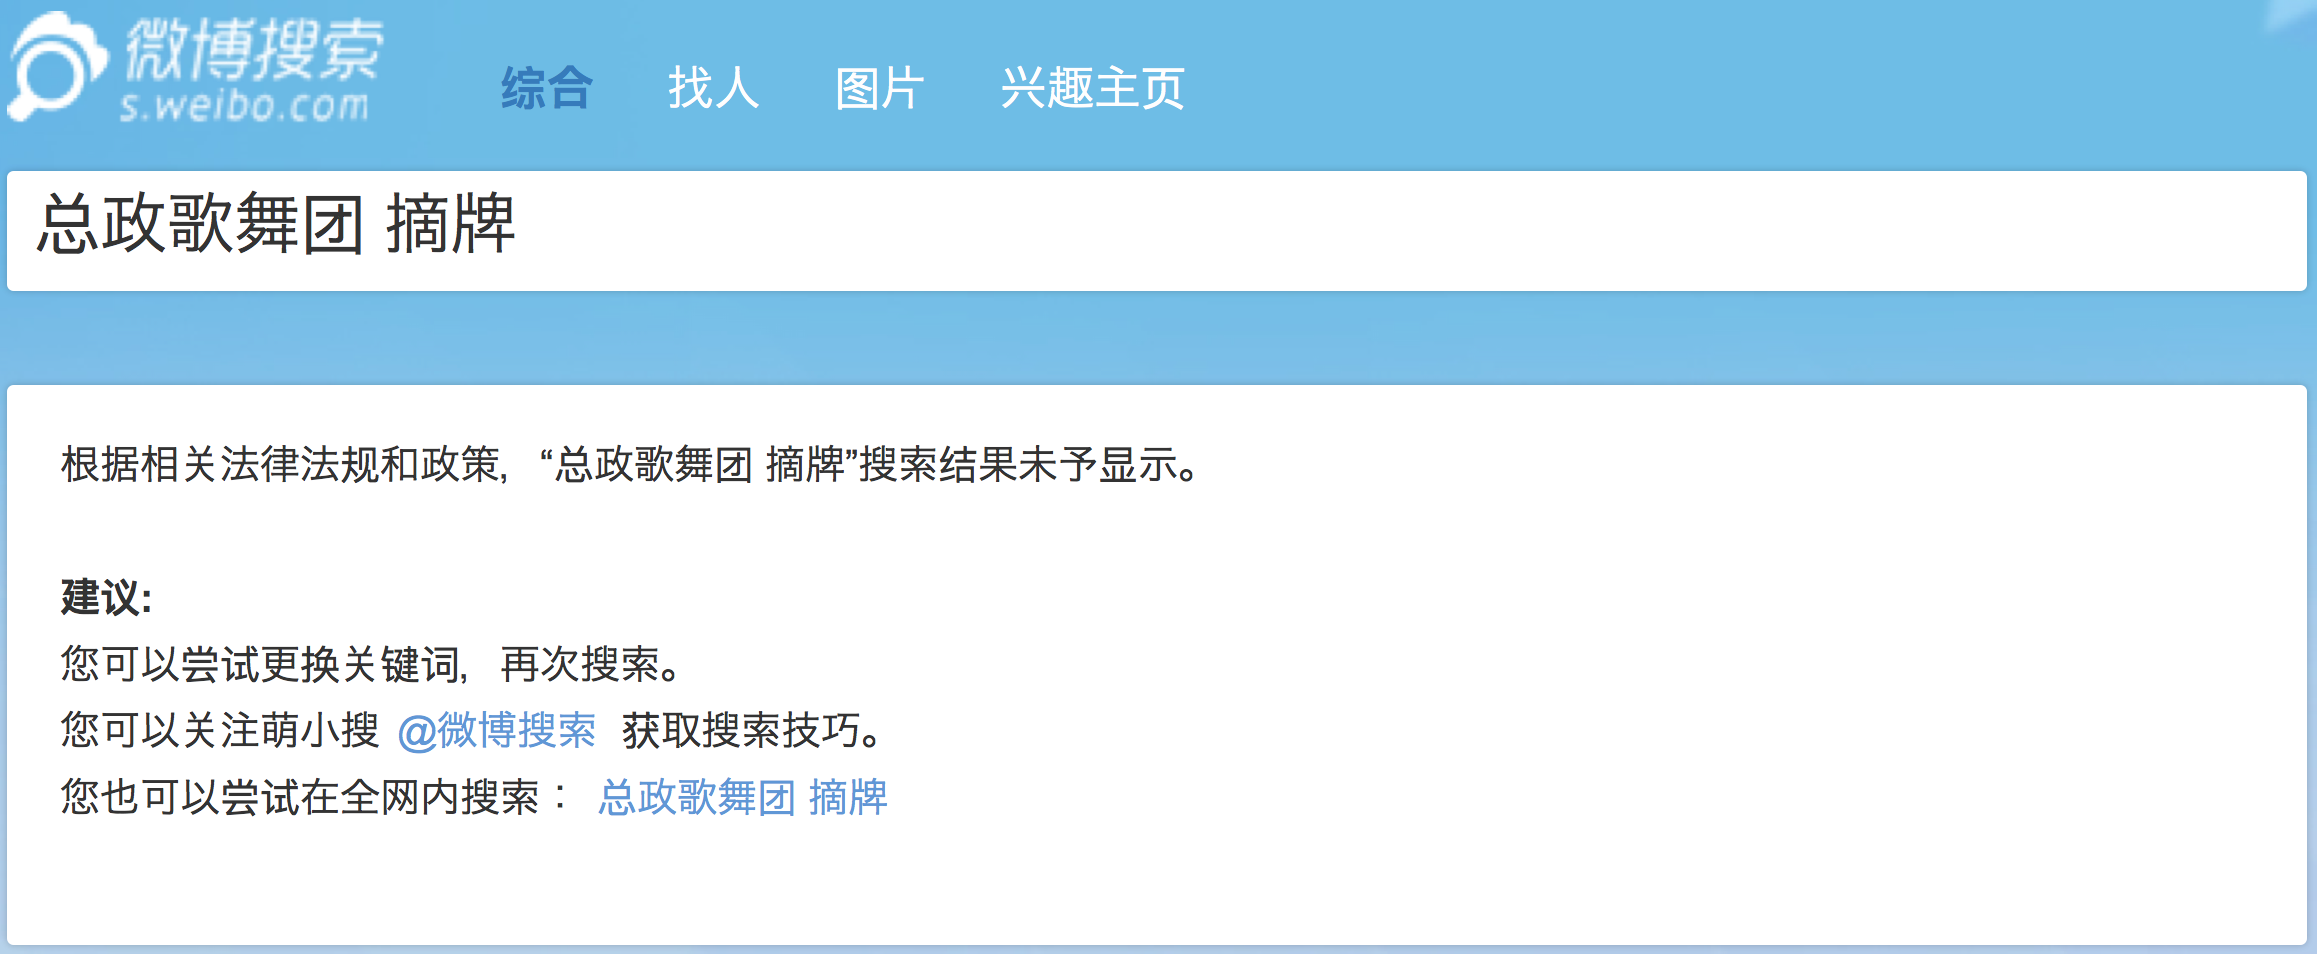 微博搜索
s.weibo.com
综合 找人 图片 兴趣主页
总政歌舞团 摘牌
根据相关法律法规和政策,“总政歌舞团 摘牌”搜索结果未予显示。
建议:
您可以尝试更换关键词,再次搜索。
您可以关注萌小搜 @微博搜索 获取搜索技巧。
您也可以尝试在全网内搜索： 总政歌舞团 摘牌